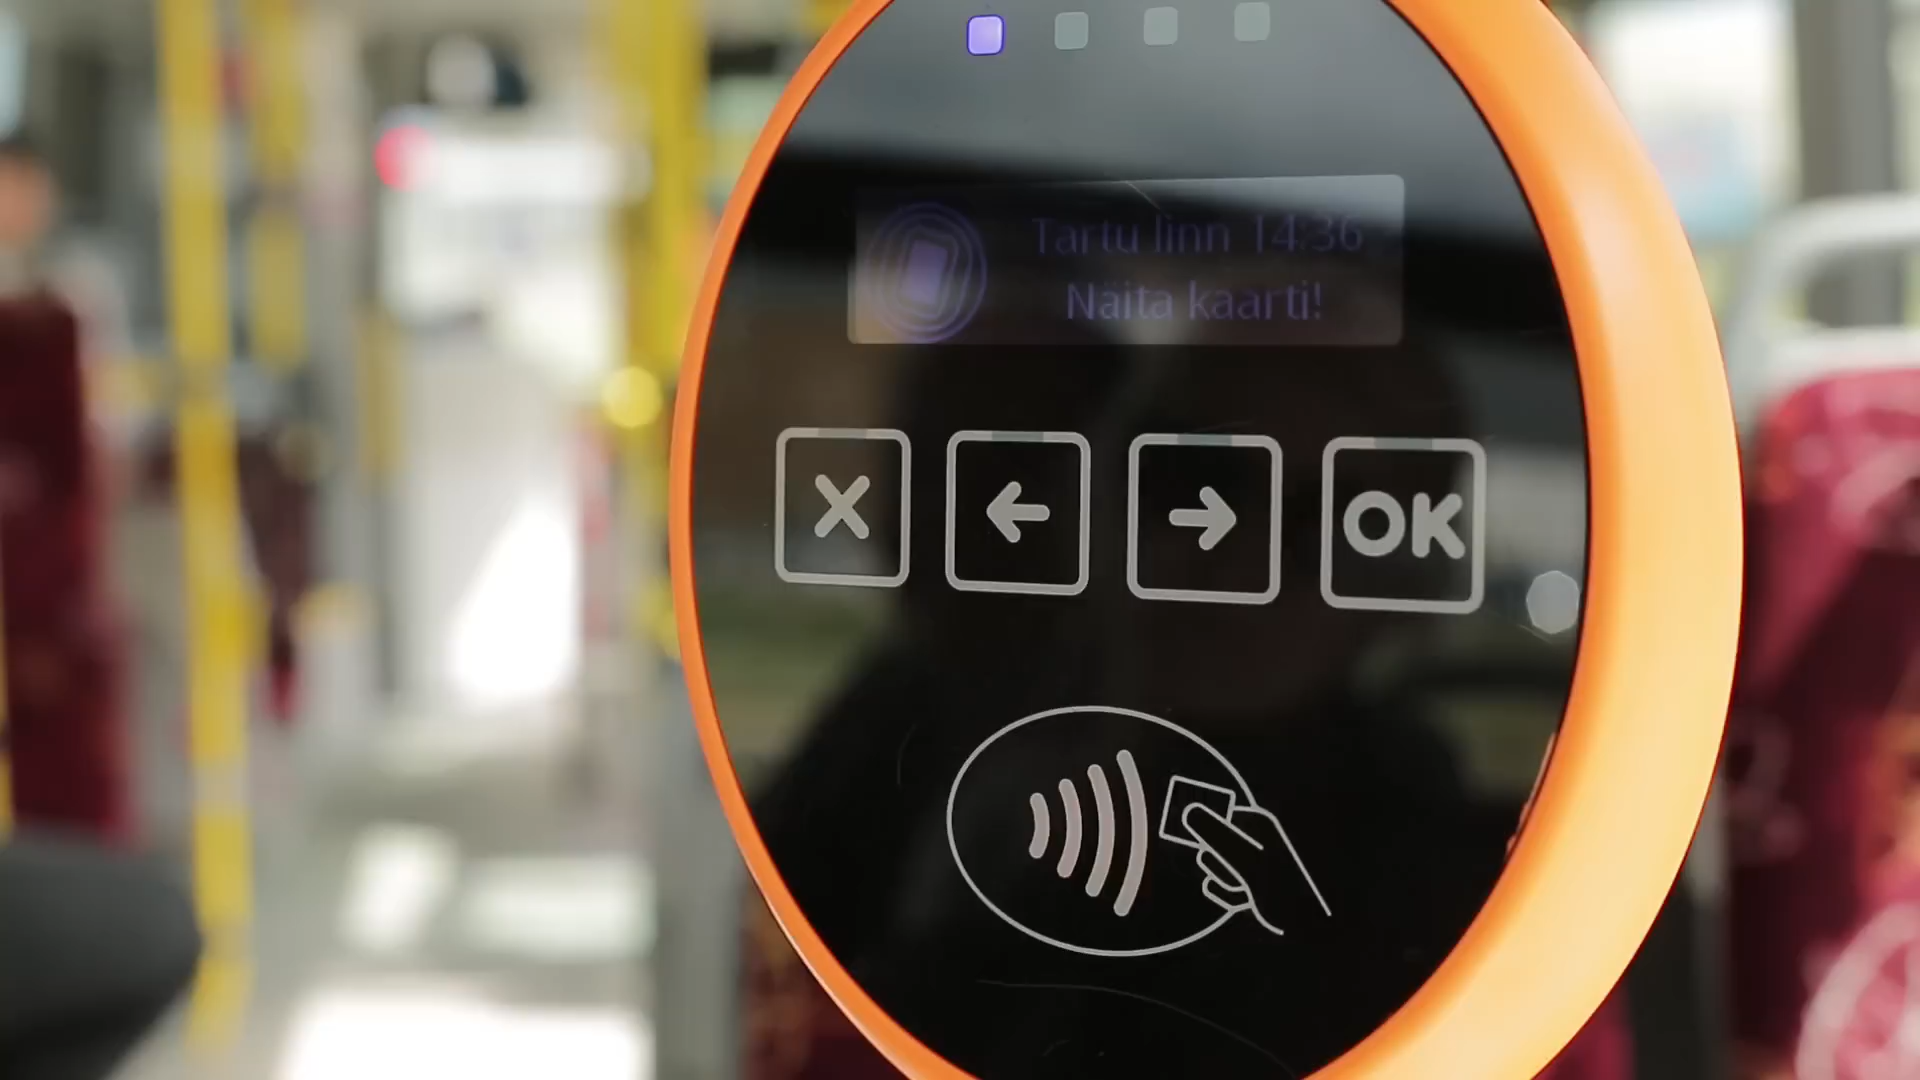 Tartu linn 14:36
Näita kaarti!
X ← → OK